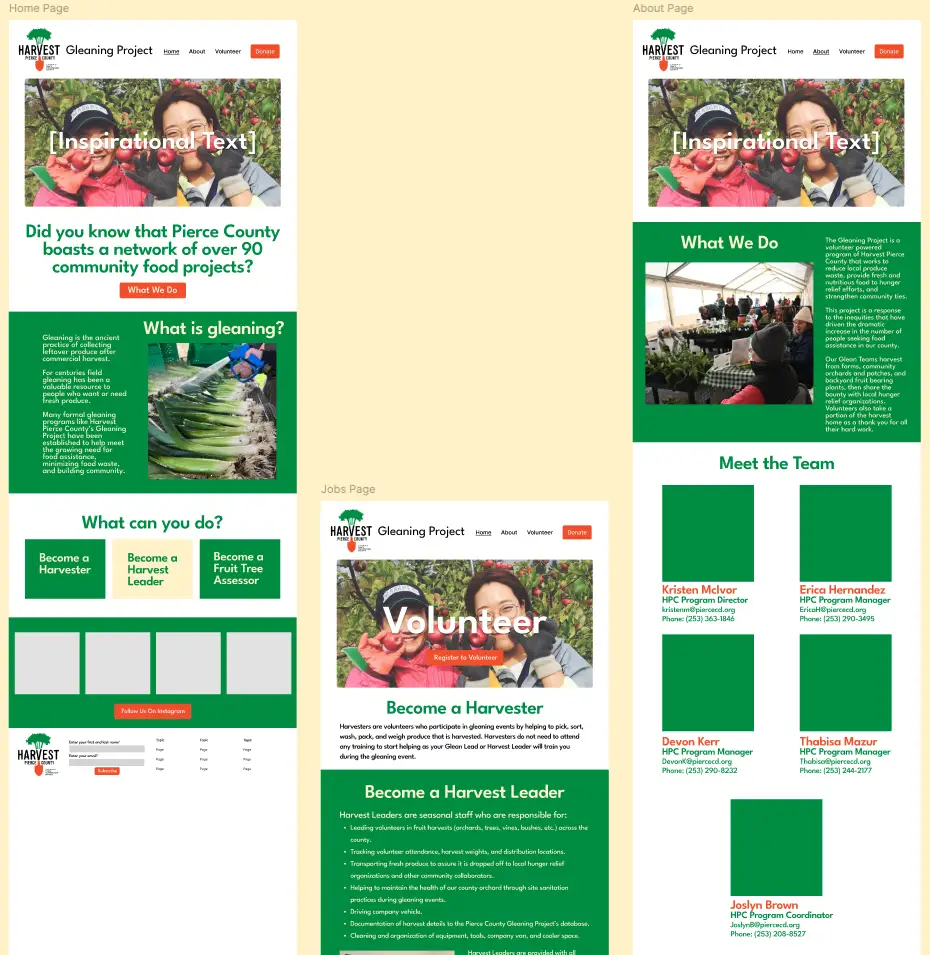 Home Page
HARVEST
PIERCE COUNTY
Gleaning Project
Home
About
Volunteer
Donate
[Inspirational Text]
Did you know that Pierce County
boasts a network of over 90
community food projects?
What We Do
What is gleaning?
Gleaning is the ancient
practice of collecting
leftover produce after
commercial harvest.
For centuries field
gleaning has been a
valuable resource to
people who want or need
fresh produce.
Many formal gleaning
programs like Harvest
Pierce County's Gleaning
Project have been
established to help meet
the growing need for
food assistance,
minimizing food waste,
and building community.
What can you do?
Become a
Harvester
Become a
Harvest
Leader
Become a
Fruit Tree
Assessor
Follow Us On Instagram
HARVEST
PIERCE COUNTY
Enter your first and last name?
Enter your email?
Subscribe
Topic
Page
Page
Page
Topic
Page
Page
Page
Topic
Page
Page
Page
Jobs Page
HARVEST
PIERCE COUNTY
Gleaning Project
Home
About
Volunteer
Donate
Volunteer
Register to Volunteer
Become a Harvester
Harvesters are volunteers who participate in gleaning events by helping to pick, sort,
wash, pack, and weigh produce that is harvested. Harvesters do not need to attend
any training to start helping as your Glean Lead or Harvest Leader will train you
during the gleaning event.
Become a Harvest Leader
Harvest Leaders are seasonal staff who are responsible for:
• Leading volunteers in fruit harvests (orchards, trees, vines, bushes, etc.) across the
county.
• Tracking volunteer attendance, harvest weights, and distribution locations.
• Transporting fresh produce to assure it is dropped off to local hunger relief
organizations and other community collaborators.
• Helping to maintain the health of our county orchard through site sanitation
practices during gleaning events.
• Driving company vehicle.
• Documentation of harvest details to the Pierce County Gleaning Project's database.
• Cleaning and organization of equipment, tools, company van, and cooler space.
Harvest Leaders are provided with all
About Page
HARVEST
PIERCE COUNTY
Gleaning Project
Home
About
Volunteer
Donate
[Inspirational Text]
What We Do
The Gleaning Project is a
volunteer powered
program of Harvest Pierce
County that works to
reduce local produce
waste, provide fresh and
nutritious food to hunger
relief efforts, and
strengthen community ties.
This project is a response
to the inequities that have
driven the dramatic
increase in the number of
people seeking food
assistance in our county.
Our Glean Teams harvest
from farms, community
orchards and patches, and
backyard fruit bearing
plants, then share the
bounty with local hunger
relief organizations.
Volunteers also take a
portion of the harvest
home as a thank you for all
their hard work.
Meet the Team
Kristen McIvor
HPC Program Director
kristenm@piercecd.org
Phone: (253) 363-1846
Erica Hernandez
HPC Program Manager
EricaH@piercecd.org
Phone: (253) 290-3495
Devon Kerr
HPC Program Manager
DevonK@piercecd.org
Phone: (253) 290-8232
Thabisa Mazur
HPC Program Manager
Thabisa@piercecd.org
Phone: (253) 244-2177
Joslyn Brown
HPC Program Coordinator
JoslynB@piercecd.org
Phone: (253) 208-8527